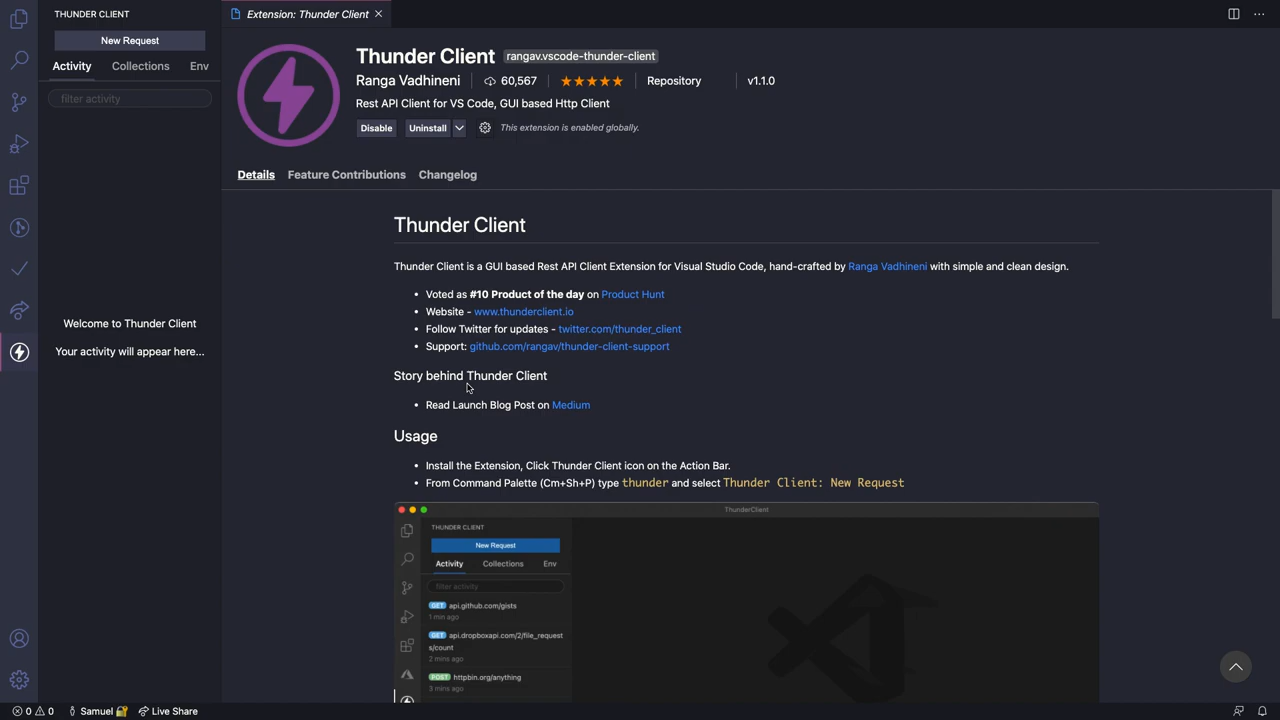 THUNDER CLIENT
New Request
Activity Collections Env
filter activity
Welcome to Thunder Client
Your activity will appear here...
Extension: Thunder Client
Thunder Client rangav.vscode-thunder-client
Ranga Vadhineni 60,567 Repository v1.1.0
Rest API Client for VS Code, GUI based Http Client
Disable Uninstall This extension is enabled globally.
Details Feature Contributions Changelog
Thunder Client
Thunder Client is a GUI based Rest API Client Extension for Visual Studio Code, hand-crafted by Ranga Vadhineni with simple and clean design.
Voted as #10 Product of the day on Product Hunt
Website - www.thunderclient.io
Follow Twitter for updates - twitter.com/thunder_client
Support: github.com/rangav/thunder-client-support
Story behind Thunder Client
Read Launch Blog Post on Medium
Usage
Install the Extension, Click Thunder Client icon on the Action Bar.
From Command Palette (Cm+Sh+P) type thunder and select Thunder Client: New Request
ThunderClient
THUNDER CLIENT
New Request
Activity Collections Env
filter activity
GET api.github.com/gists
1 min ago
GET api.dropboxapi.com/2/file_request
s/count
2 mins ago
POST httpbin.org/anything
3 mins ago
0 0 Samuel Live Share